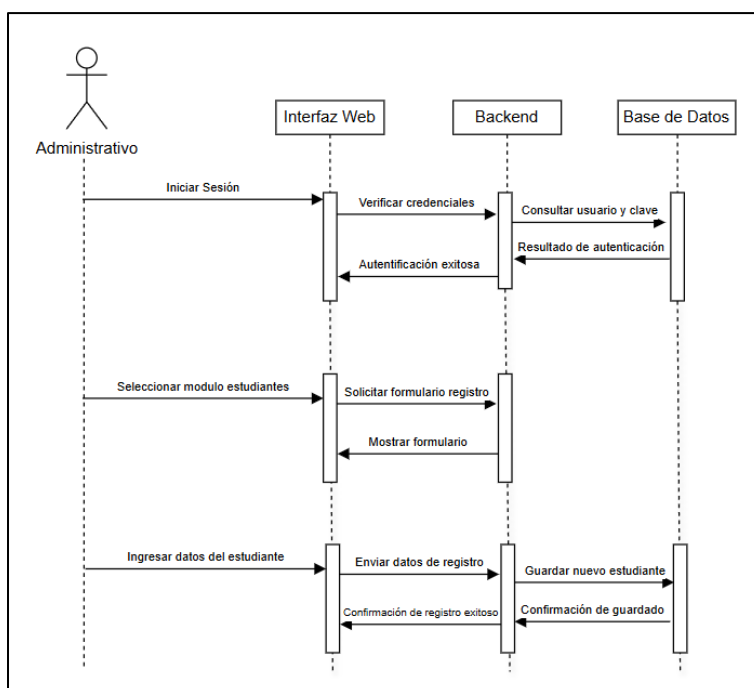 Interfaz Web
Backend
Base de Datos
Administrativo
Iniciar Sesión
Verificar credenciales
Consultar usuario y clave
Resultado de autenticación
Autentificación exitosa
Seleccionar modulo estudiantes
Solicitar formulario registro
Mostrar formulario
Ingresar datos del estudiante
Enviar datos de registro
Guardar nuevo estudiante
Confirmación de registro exitoso
Confirmación de guardado